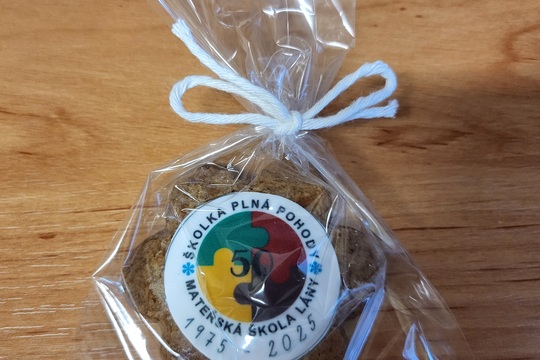 ŠKOLKA PLNÁ POHODY
50
MATEŘSKÁ ŠKOLA LÁNY
1975 - 2025